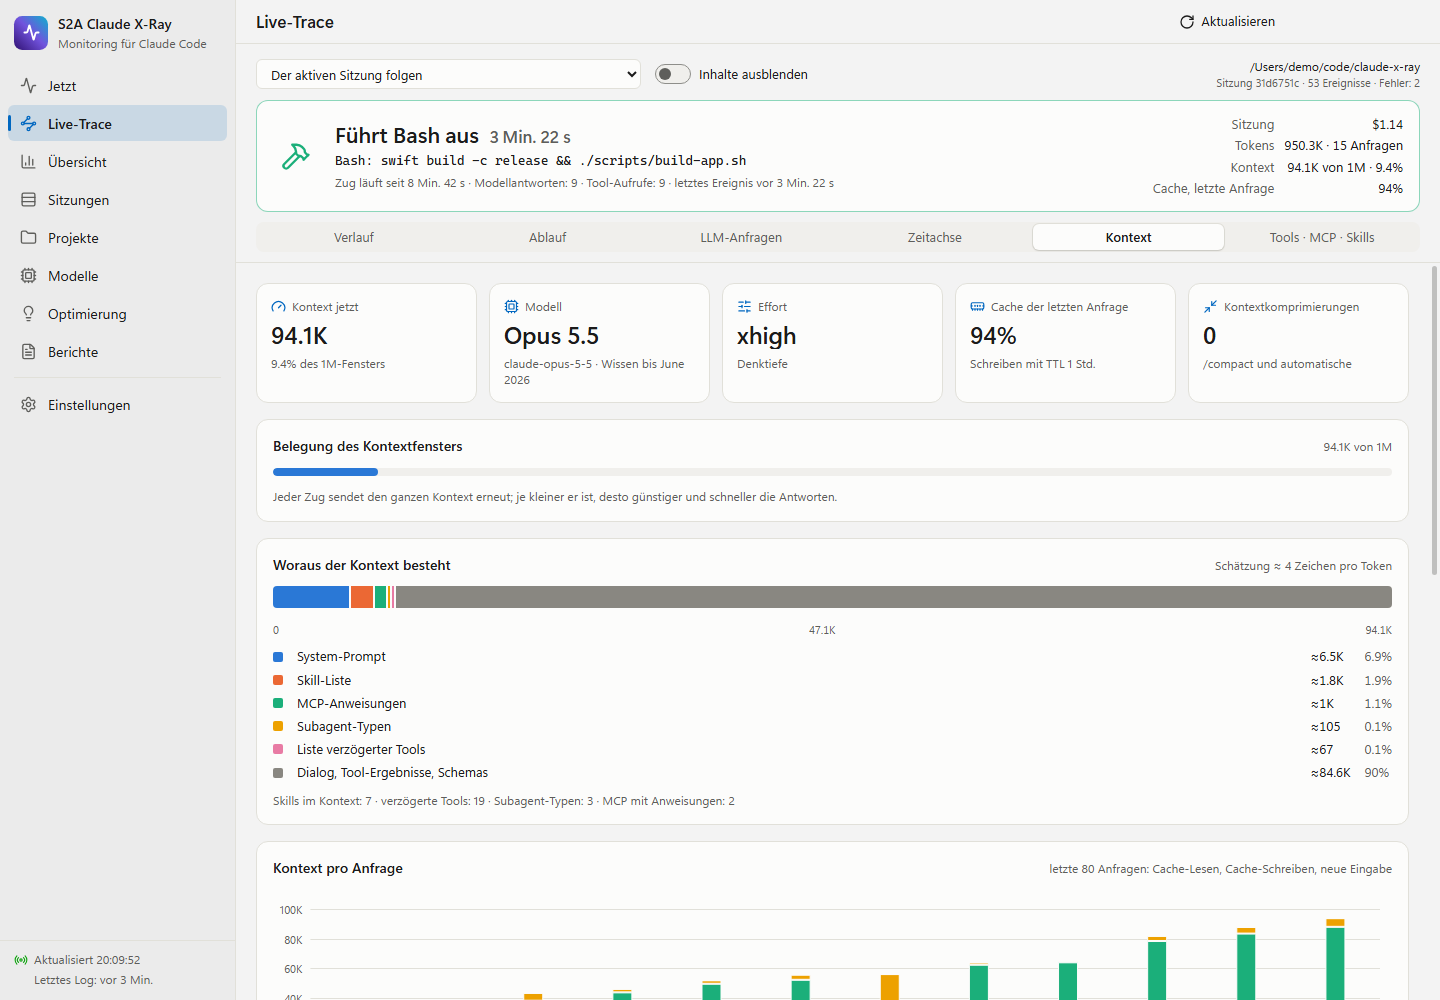 S2A Claude X-Ray
Monitoring für Claude Code
Jetzt
Live-Trace
Übersicht
Sitzungen
Projekte
Modelle
Optimierung
Berichte
Einstellungen
Aktualisiert 20:09:52
Letztes Log: vor 3 Min.
Live-Trace
Aktualisieren
Der aktiven Sitzung folgen
Inhalte ausblenden
/Users/demo/code/claude-x-ray
Sitzung 31d6751c · 53 Ereignisse · Fehler: 2
Führt Bash aus 3 Min. 22 s
Bash: swift build -c release && ./scripts/build-app.sh
Zug läuft seit 8 Min. 42 s · Modellantworten: 9 · Tool-Aufrufe: 9 · letztes Ereignis vor 3 Min. 22 s
Sitzung $1.14
Tokens 950.3K · 15 Anfragen
Kontext 94.1K von 1M · 9.4%
Cache, letzte Anfrage 94%
Verlauf Ablauf LLM-Anfragen Zeitachse Kontext Tools · MCP · Skills
Kontext jetzt
94.1K
9.4% des 1M-Fensters
Modell
Opus 5.5
claude-opus-5-5 · Wissen bis June
2026
Effort
xhigh
Denktiefe
Cache der letzten Anfrage
94%
Schreiben mit TTL 1 Std.
Kontextkomprimierungen
0
/compact und automatische
Belegung des Kontextfensters 94.1K von 1M
Jeder Zug sendet den ganzen Kontext erneut; je kleiner er ist, desto günstiger und schneller die Antworten.
Woraus der Kontext besteht Schätzung ≈ 4 Zeichen pro Token
0 47.1K 94.1K
System-Prompt ≈6.5K 6.9%
Skill-Liste ≈1.8K 1.9%
MCP-Anweisungen ≈1K 1.1%
Subagent-Typen ≈105 0.1%
Liste verzögerter Tools ≈67 0.1%
Dialog, Tool-Ergebnisse, Schemas ≈84.6K 90%
Skills im Kontext: 7 · verzögerte Tools: 19 · Subagent-Typen: 3 · MCP mit Anweisungen: 2
Kontext pro Anfrage letzte 80 Anfragen: Cache-Lesen, Cache-Schreiben, neue Eingabe
100K
80K
60K
40K